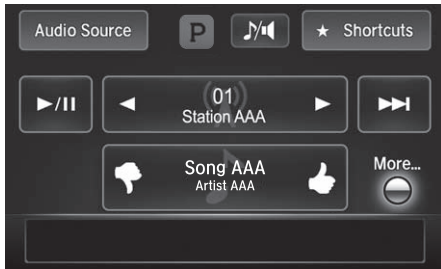 Audio Source
P
★ Shortcuts
01
Station AAA
Song AAA
Artist AAA
More...